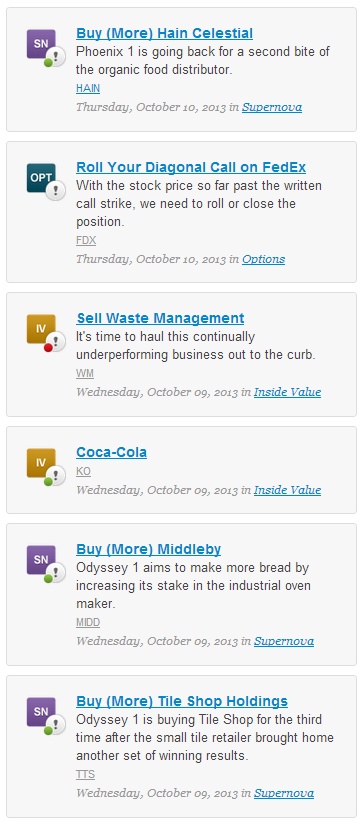 SN
!
Buy (More) Hain Celestial
Phoenix 1 is going back for a second bite of
the organic food distributor.
HAIN
Thursday, October 10, 2013 in Supernova
OPT
!
Roll Your Diagonal Call on FedEx
With the stock price so far past the written
call strike, we need to roll or close the
position.
FDX
Thursday, October 10, 2013 in Options
IV
!
Sell Waste Management
It's time to haul this continually
underperforming business out to the curb.
WM
Wednesday, October 09, 2013 in Inside Value
IV
!
Coca-Cola
KO
Wednesday, October 09, 2013 in Inside Value
SN
!
Buy (More) Middleby
Odyssey 1 aims to make more bread by
increasing its stake in the industrial oven
maker.
MIDD
Wednesday, October 09, 2013 in Supernova
SN
!
Buy (More) Tile Shop Holdings
Odyssey 1 is buying Tile Shop for the third
time after the small tile retailer brought home
another set of winning results.
TTS
Wednesday, October 09, 2013 in Supernova